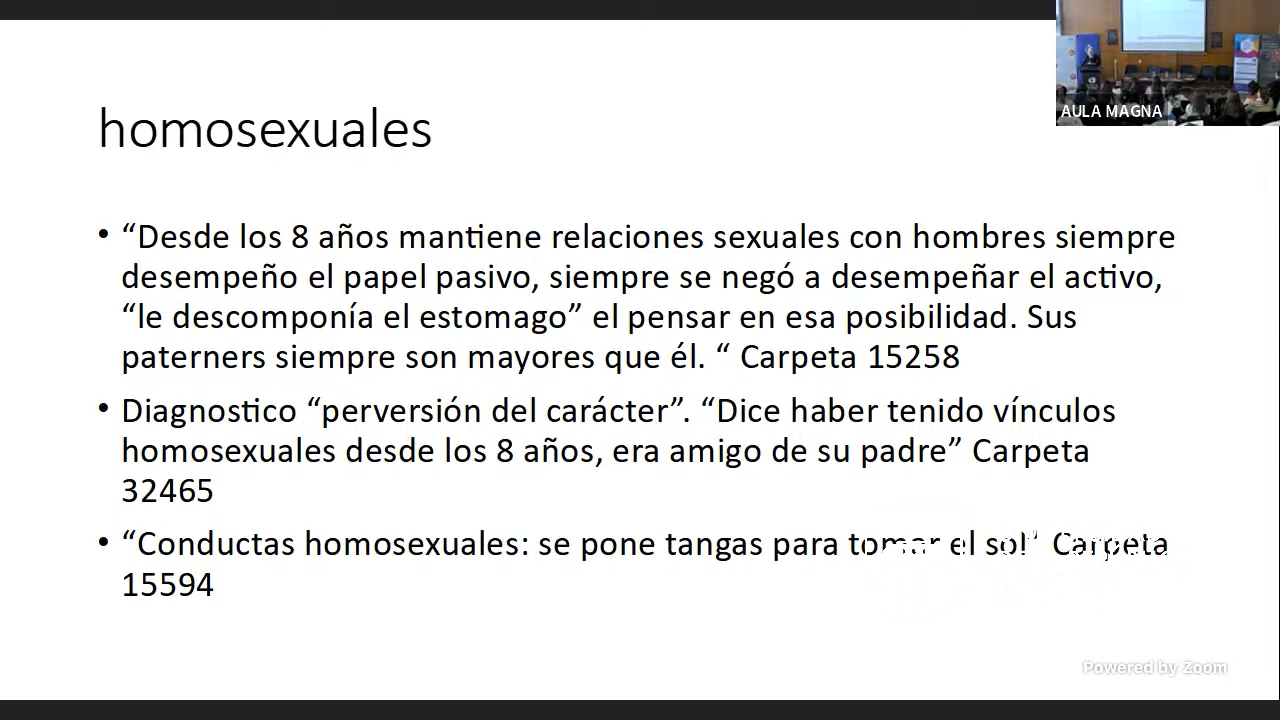 AULA MAGNA
homosexuales
• “Desde los 8 años mantiene relaciones sexuales con hombres siempre
desempeño el papel pasivo, siempre se negó a desempeñar el activo,
“le descomponía el estomago” el pensar en esa posibilidad. Sus
paterners siempre son mayores que él. “ Carpeta 15258
• Diagnostico “perversión del carácter”. “Dice haber tenido vínculos
homosexuales desde los 8 años, era amigo de su padre” Carpeta
32465
• “Conductas homosexuales: se pone tangas para tomar el sol” Carpeta
15594
Powered by Zoom